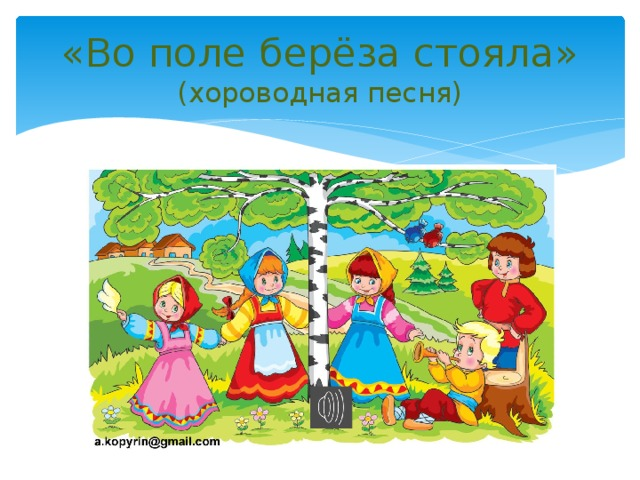 «Во поле берёза стояла»
(хороводная песня)
a.kopyrin@gmail.com